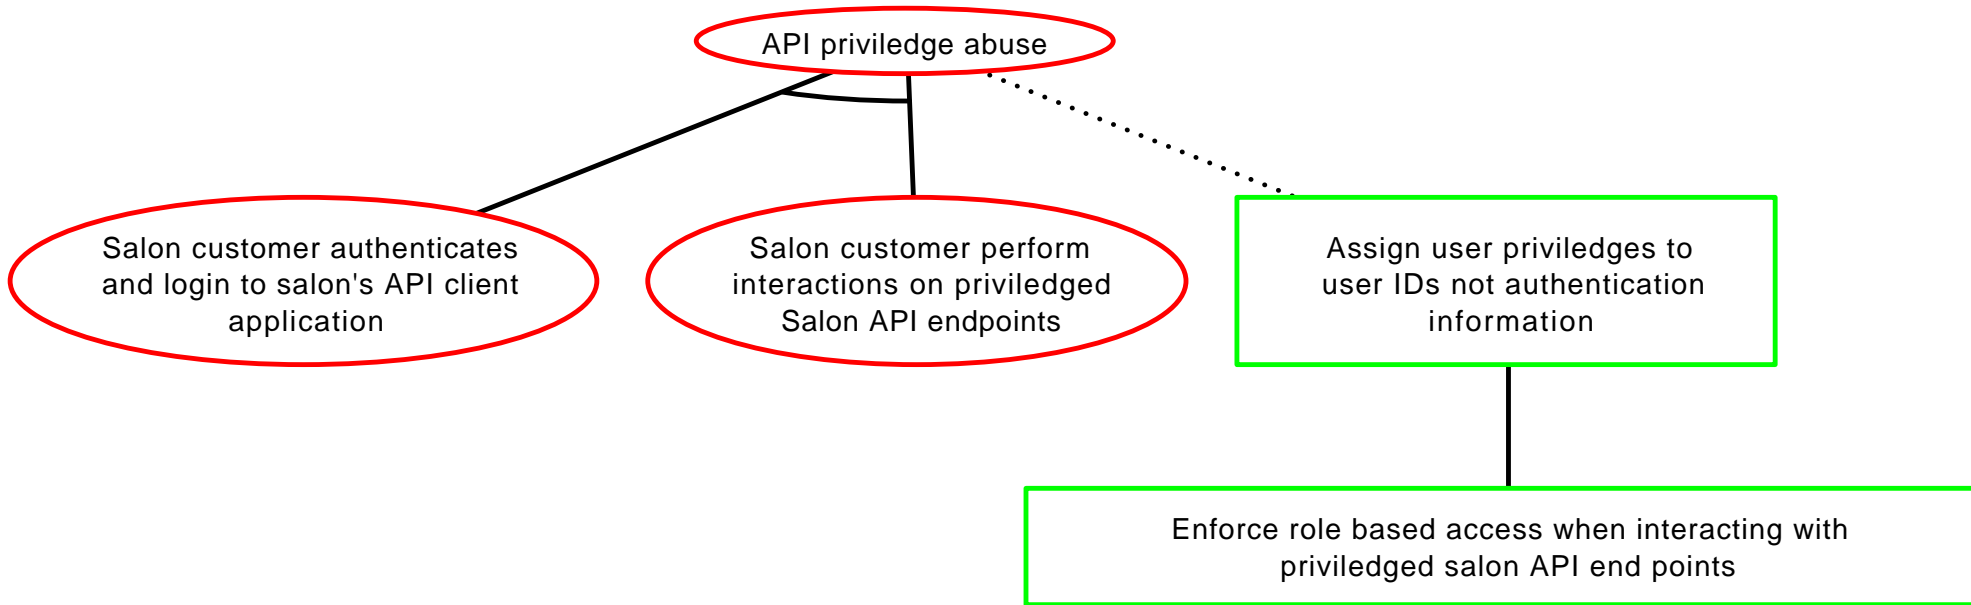 API priviledge abuse
Salon customer authenticates
and login to salon's API client
application
Salon customer perform
interactions on priviledged
Salon API endpoints
Assign user priviledges to
user IDs not authentication
information
Enforce role based access when interacting with
priviledged salon API end points